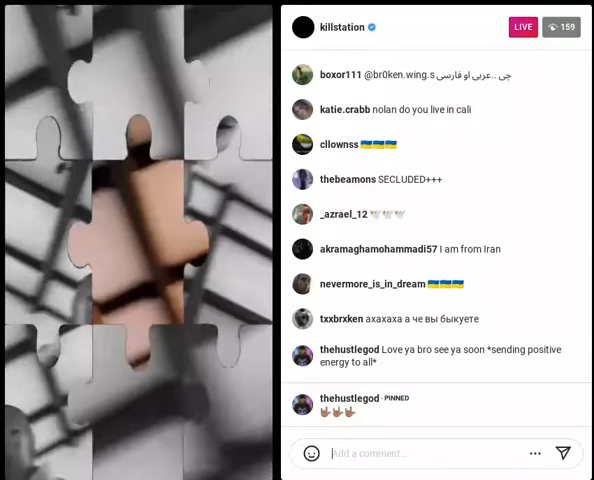 killstation
LIVE
159
boxor111 @br0ken.wing.s چی ..عربی او فارسی
katie.crabb nolan do you live in cali
cllownss 🇺🇦🇺🇦🇺🇦
thebeamons SECLUDED+++
_azrael_12 🕊🕊🕊
akramaghamohammadi57 I am from Iran
nevermore_is_in_dream 🇺🇦🇺🇦🇺🇦
txxbrxken ахахаха а че вы быкуете
thehustlegod Love ya bro see ya soon *sending positive
energy to all*
thehustlegod · PINNED
🤟🏽🤟🏽🤟🏽
Add a comment...